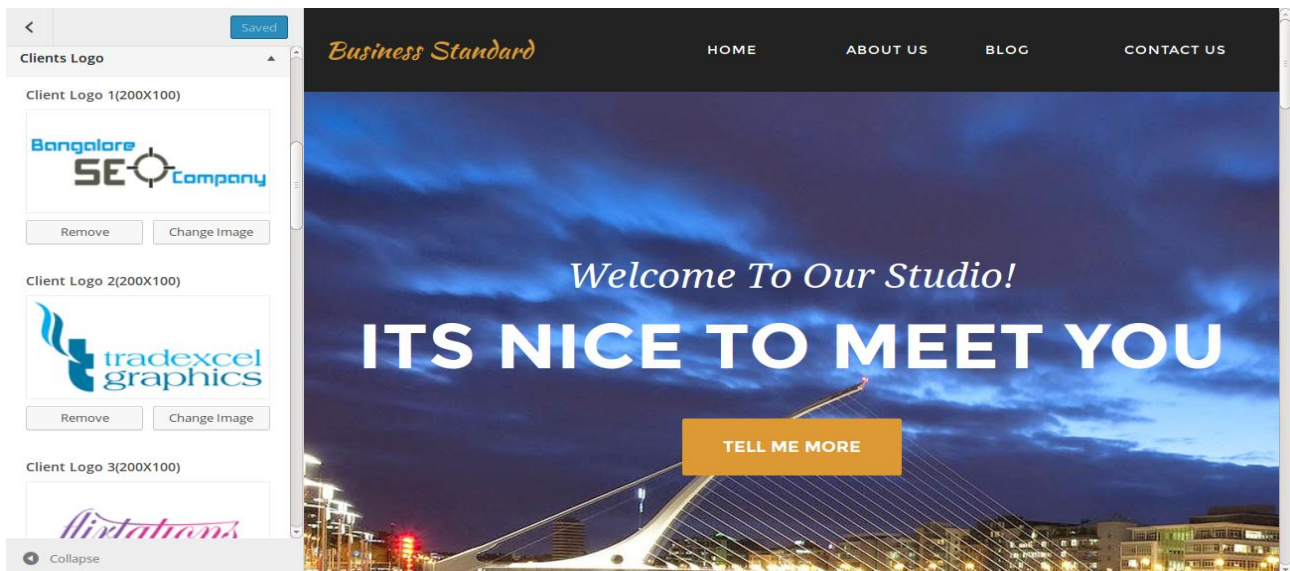 Saved
Clients Logo
Client Logo 1(200X100)
Bangalore
SEO Company
Remove Change Image
Client Logo 2(200X100)
tradexcel
graphics
Remove Change Image
Client Logo 3(200X100)
flirtations
Collapse
Business Standard HOME ABOUT US BLOG CONTACT US
Welcome To Our Studio!
ITS NICE TO MEET YOU
TELL ME MORE